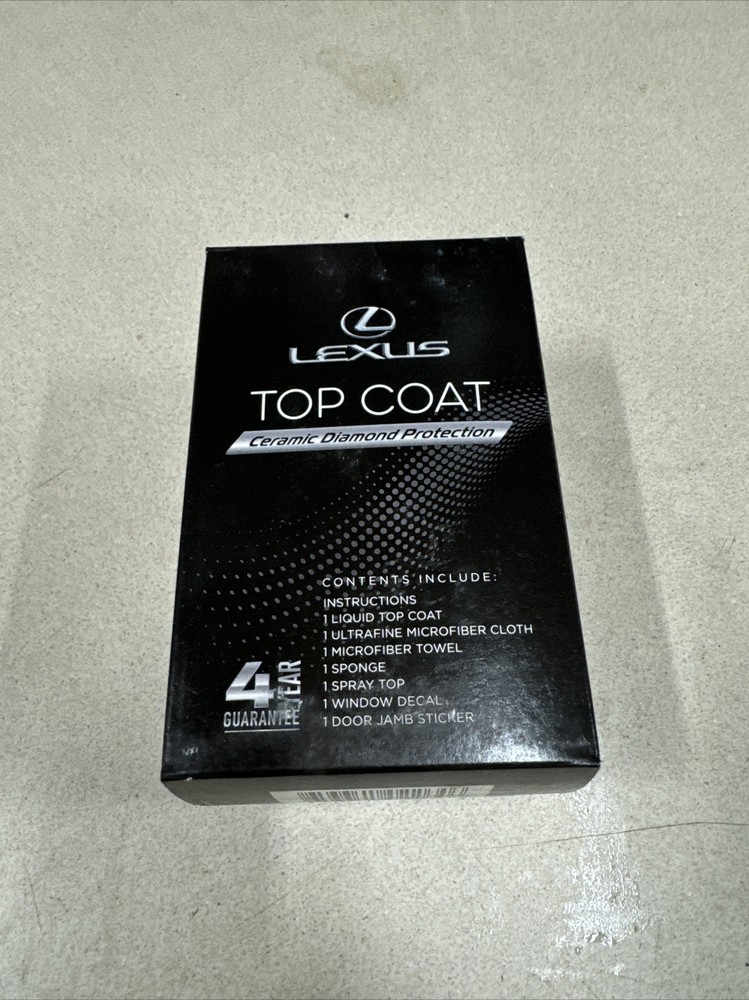 LEXUS
TOP COAT
Ceramic Diamond Protection
CONTENTS INCLUDE:
INSTRUCTIONS
1 LIQUID TOP COAT
1 ULTRAFINE MICROFIBER CLOTH
1 MICROFIBER TOWEL
1 SPONGE
1 SPRAY TOP
1 WINDOW DECAL
1 DOOR JAMB STICKER
4 YEAR
GUARANTEE